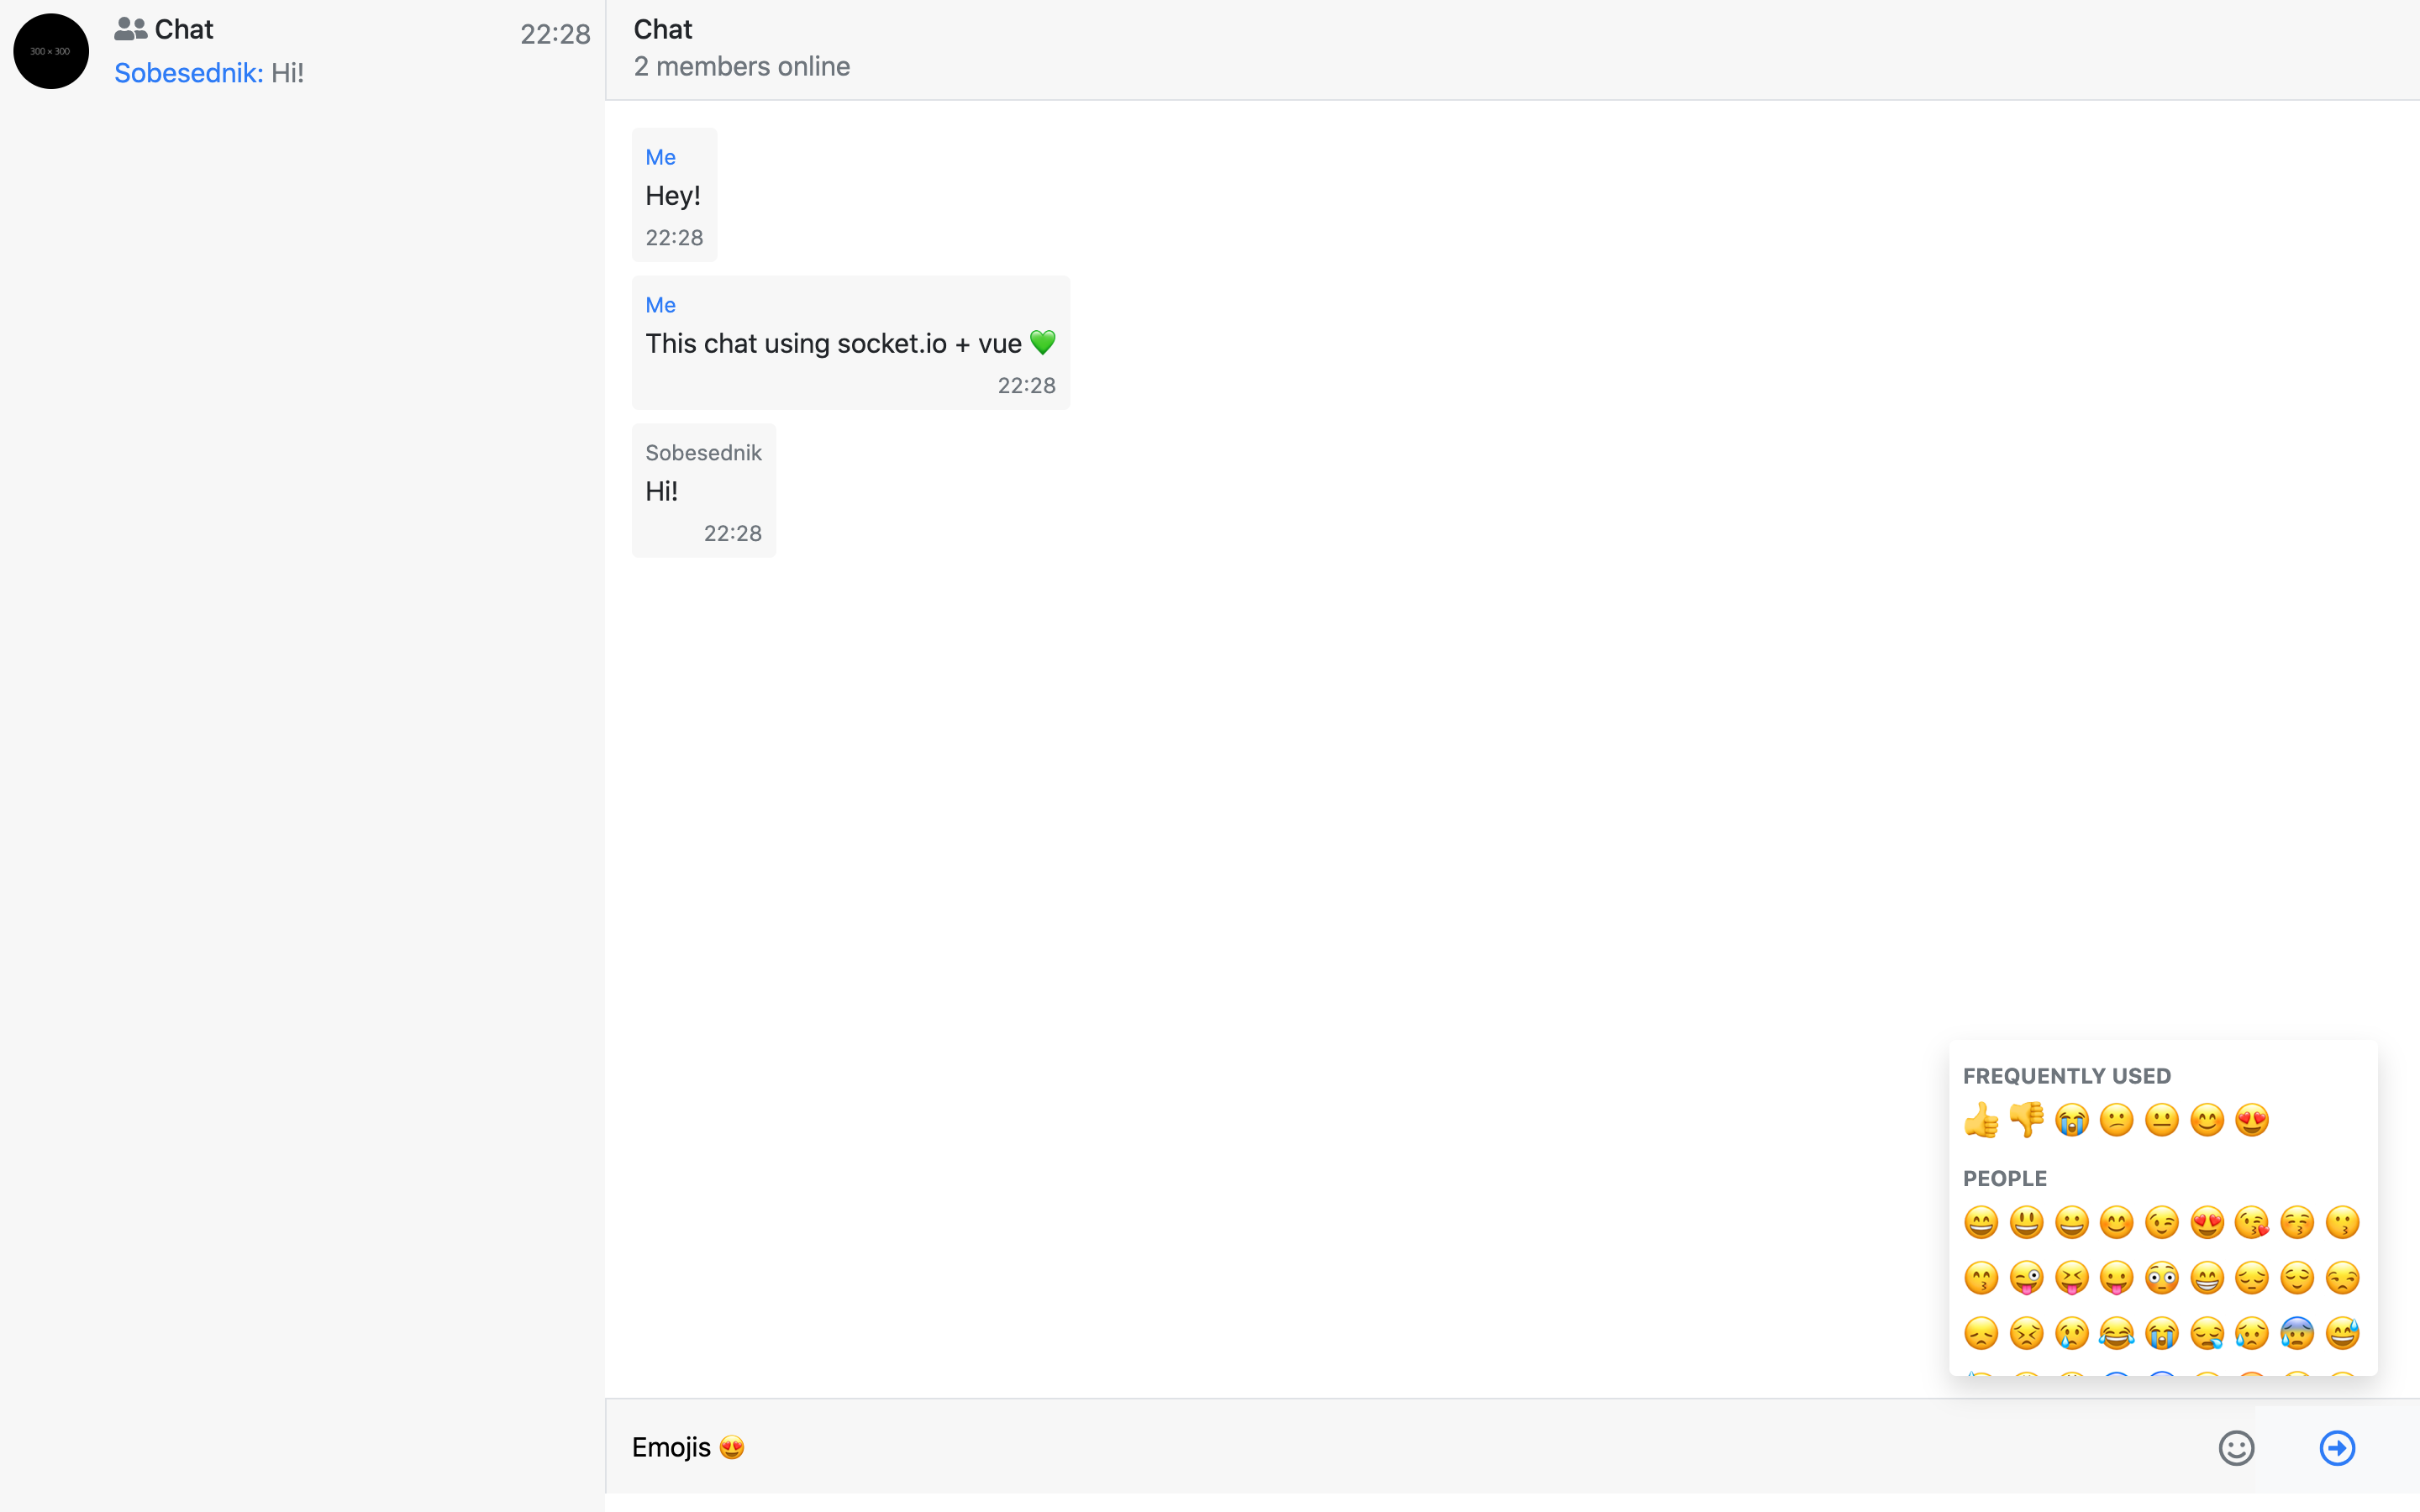 300 × 300
Chat
22:28
Sobesednik: Hi!
Chat
2 members online
Me
Hey!
22:28
Me
This chat using socket.io + vue 💚
22:28
Sobesednik
Hi!
22:28
FREQUENTLY USED
👍👎😭😕😐😊😍
PEOPLE
😄😃😀😊😉😍😘😚😗
😙😜😝😛😳😁😔😌😒
😞😣😢😂😭😪😥😰😅
Emojis 😍